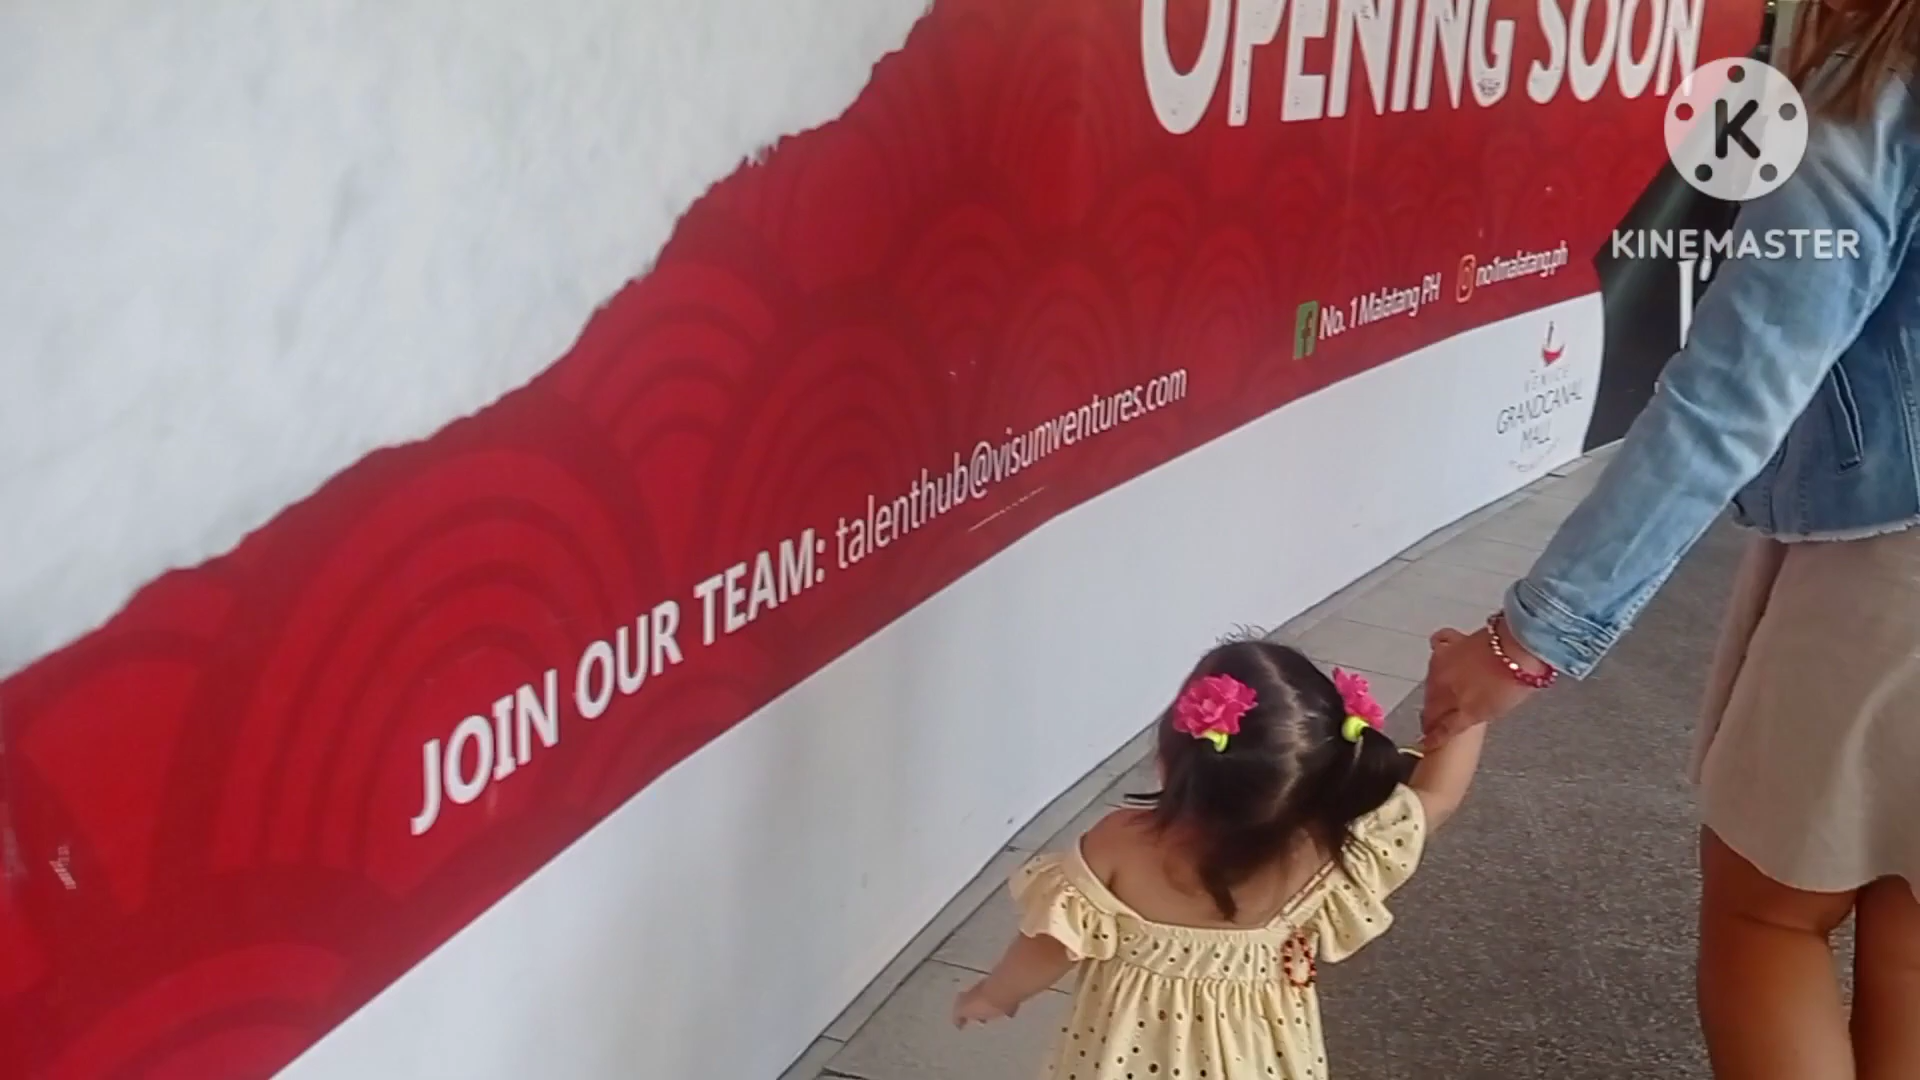 OPENING SOON
K
KINEMASTER
No. 1 Malatang PH
no1malatang.ph
JOIN OUR TEAM: talenthub@visumventures.com
VENICE
GRANDCANAL
MALL